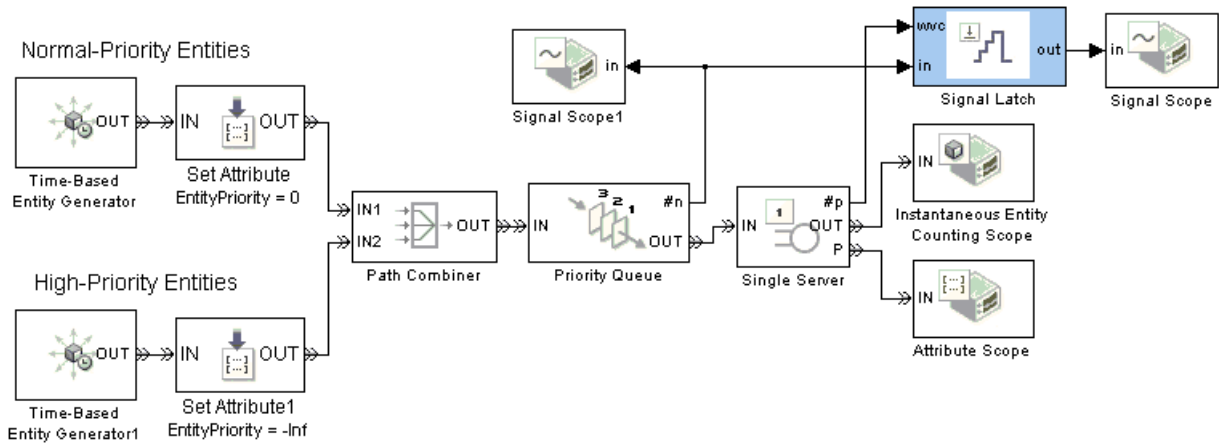 Normal-Priority Entities
OUT
Time-Based
Entity Generator
IN OUT
Set Attribute
EntityPriority = 0
High-Priority Entities
OUT
Time-Based
Entity Generator1
IN OUT
Set Attribute1
EntityPriority = -Inf
IN1
IN2
OUT
Path Combiner
in
Signal Scope1
IN
3 2 1
#n
OUT
Priority Queue
IN
1
#p
OUT
P
Single Server
wvc
in
out
Signal Latch
in
Signal Scope
IN
Instantaneous Entity
Counting Scope
IN
Attribute Scope